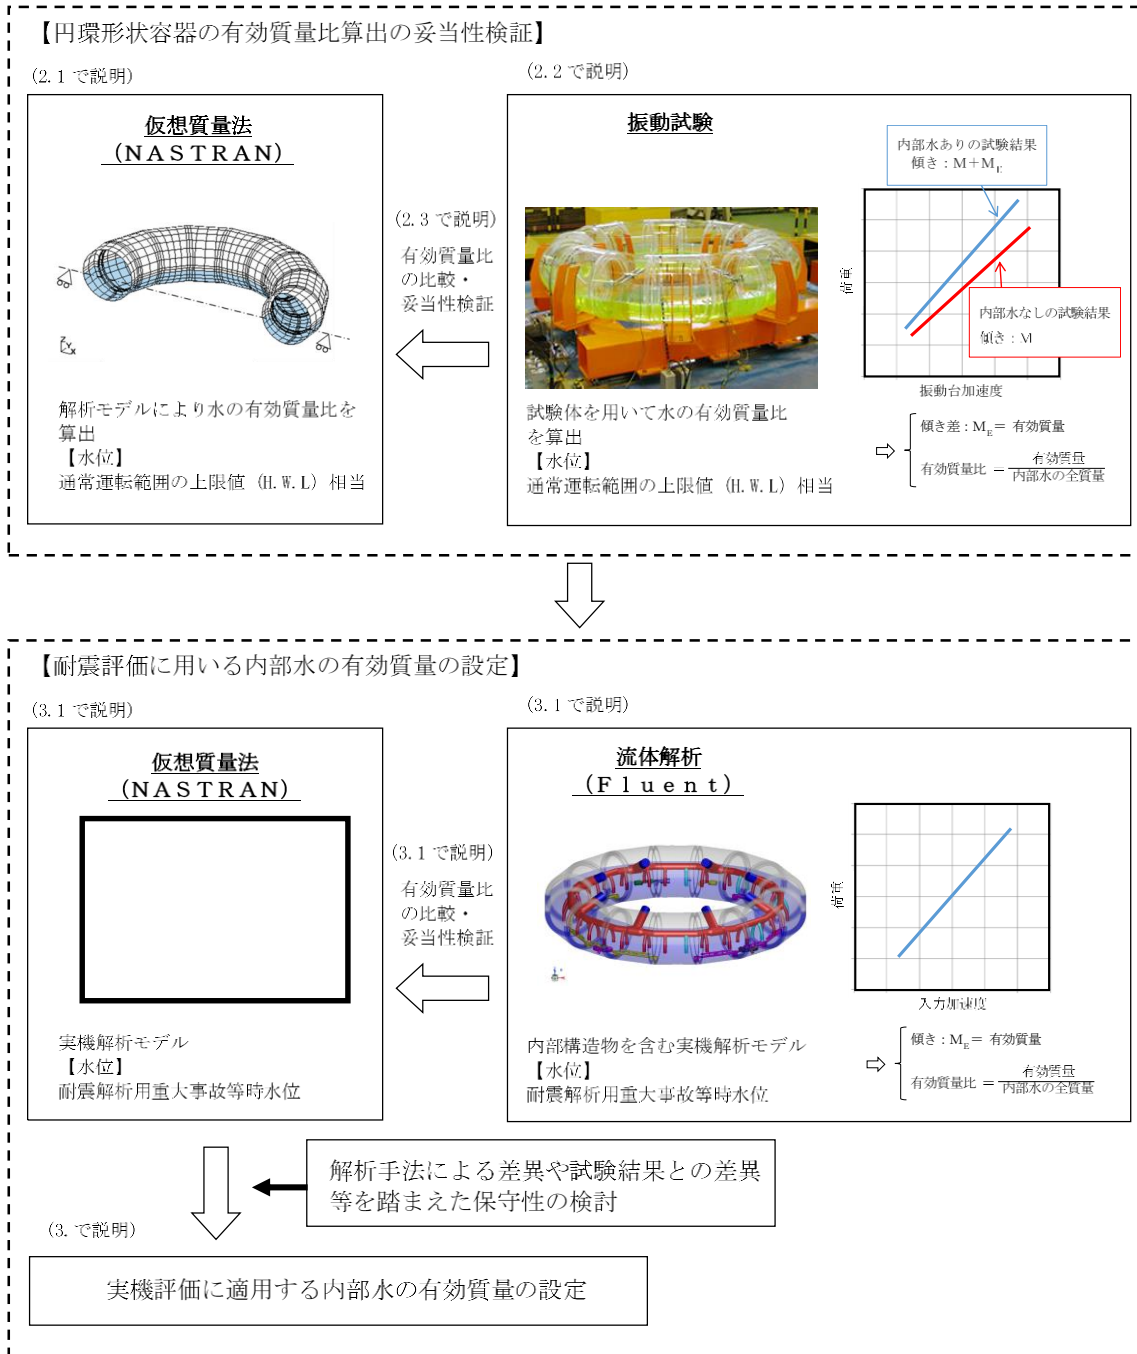 【円環形状容器の有効質量比算出の妥当性検証】
(2.1 で説明)
仮想質量法
（NASTRAN）
Z
Y
X
解析モデルにより水の有効質量比を
算出
【水位】
通常運転範囲の上限値（H.W.L）相当
(2.3 で説明)
有効質量比
の比較・
妥当性検証
(2.2 で説明)
振動試験
内部水ありの試験結果
傾き：M＋M_E
荷重
内部水なしの試験結果
傾き：M
振動台加速度
試験体を用いて水の有効質量比
を算出
【水位】
通常運転範囲の上限値（H.W.L）相当
傾き差：M_E＝ 有効質量
有効質量比 ＝ 有効質量
内部水の全質量
【耐震評価に用いる内部水の有効質量の設定】
(3.1 で説明)
仮想質量法
（NASTRAN）
実機解析モデル
【水位】
耐震解析用重大事故等時水位
(3.1 で説明)
有効質量比
の比較・
妥当性検証
(3.1 で説明)
流体解析
（Fluent）
荷重
入力加速度
内部構造物を含む実機解析モデル
【水位】
耐震解析用重大事故等時水位
傾き：M_E＝ 有効質量
有効質量比 ＝ 有効質量
内部水の全質量
解析手法による差異や試験結果との差異
等を踏まえた保守性の検討
(3. で説明)
実機評価に適用する内部水の有効質量の設定